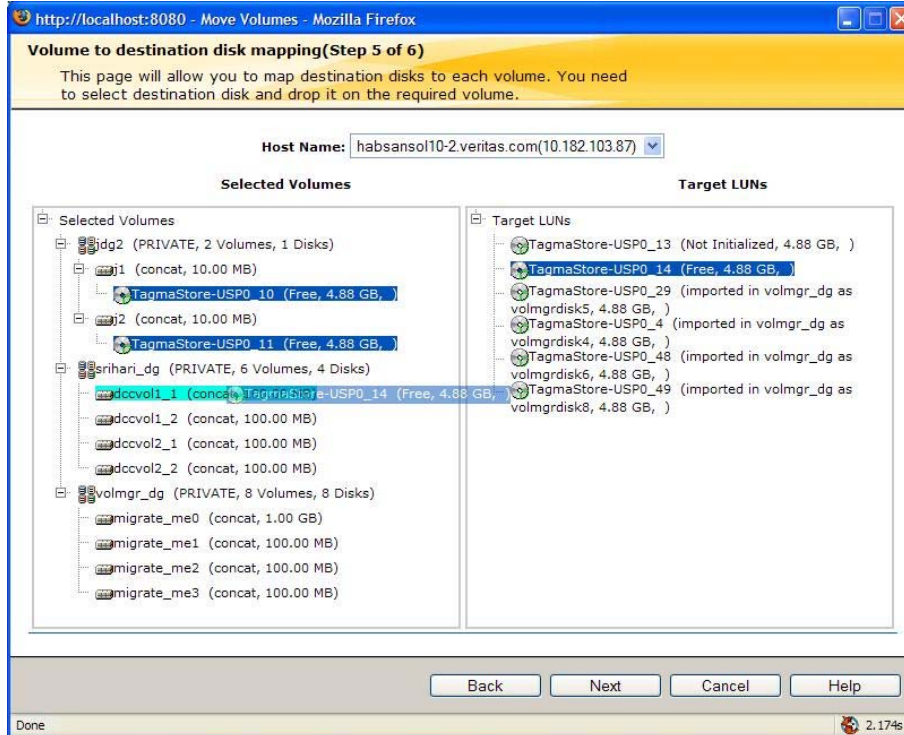 http://localhost:8080 - Move Volumes - Mozilla Firefox
Volume to destination disk mapping(Step 5 of 6)
This page will allow you to map destination disks to each volume. You need
to select destination disk and drop it on the required volume.
Host Name: habsansol10-2.veritas.com(10.182.103.87)
Selected Volumes
Selected Volumes
jdg2 (PRIVATE, 2 Volumes, 1 Disks)
j1 (concat, 10.00 MB)
TagmaStore-USP0_10 (Free, 4.88 GB, )
j2 (concat, 10.00 MB)
TagmaStore-USP0_11 (Free, 4.88 GB, )
srihari_dg (PRIVATE, 6 Volumes, 4 Disks)
dccvol1_1 (concat, 100.00 MB) TagmaStore-USP0_14 (Free, 4.88 GB, )
dccvol1_2 (concat, 100.00 MB)
dccvol2_1 (concat, 100.00 MB)
dccvol2_2 (concat, 100.00 MB)
volmgr_dg (PRIVATE, 8 Volumes, 8 Disks)
migrate_me0 (concat, 1.00 GB)
migrate_me1 (concat, 100.00 MB)
migrate_me2 (concat, 100.00 MB)
migrate_me3 (concat, 100.00 MB)
Target LUNs
Target LUNs
TagmaStore-USP0_13 (Not Initialized, 4.88 GB, )
TagmaStore-USP0_14 (Free, 4.88 GB, )
TagmaStore-USP0_29 (imported in volmgr_dg as
volmgrdisk5, 4.88 GB, )
TagmaStore-USP0_4 (imported in volmgr_dg as
volmgrdisk4, 4.88 GB, )
TagmaStore-USP0_48 (imported in volmgr_dg as
volmgrdisk6, 4.88 GB, )
TagmaStore-USP0_49 (imported in volmgr_dg as
volmgrdisk8, 4.88 GB, )
Back Next Cancel Help
Done 2.174s